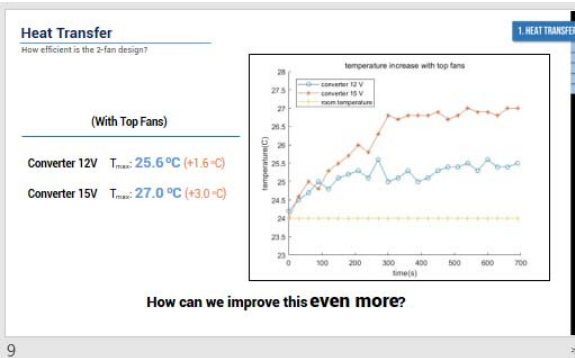 Heat Transfer
1. HEAT TRANSFER
How efficient is the 2-fan design?
(With Top Fans)
Converter 12V Tmax: 25.6 ºC (+1.6 ºC)
Converter 15V Tmax: 27.0 ºC (+3.0 ºC)
temperature increase with top fans
converter 12 V
converter 15 V
room temperature
temperature(C)
28
27.5
27
26.5
26
25.5
25
24.5
24
23.5
23
0 100 200 300 400 500 600 700
time(s)
How can we improve this even more?
9